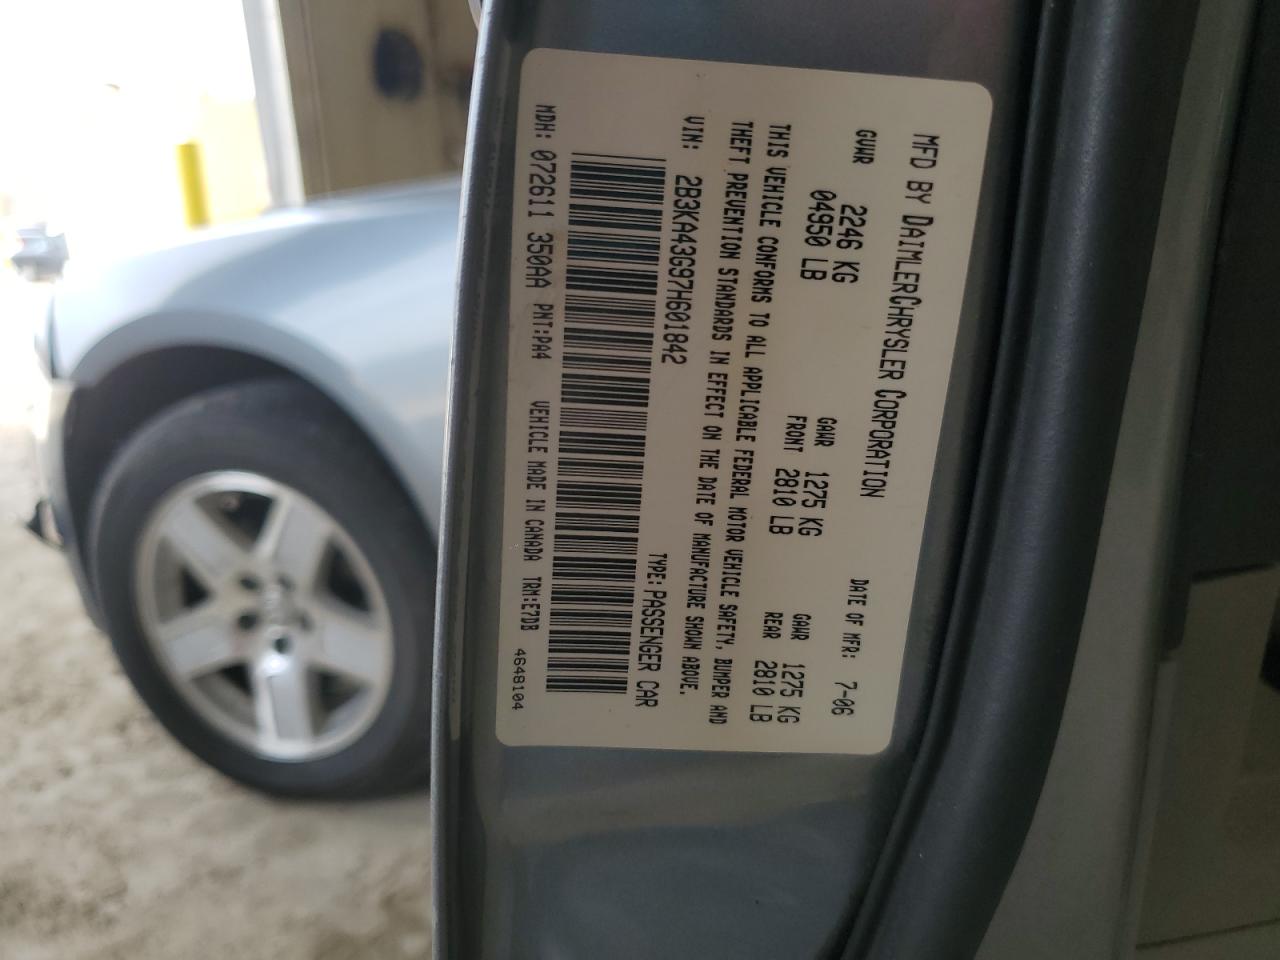 MFD BY DAIMLERCHRYSLER CORPORATION
DATE OF MFR: 7-06
GVWR 2246 KG
04950 LB
GAWR FRONT 1275 KG
2810 LB
GAWR REAR 1275 KG
2810 LB
THIS VEHICLE CONFORMS TO ALL APPLICABLE FEDERAL MOTOR VEHICLE SAFETY, BUMPER AND
THEFT PREVENTION STANDARDS IN EFFECT ON THE DATE OF MANUFACTURE SHOWN ABOVE.
VIN: 2B3KA43G97H601842
TYPE: PASSENGER CAR
MDH: 072611 350AA PNT:PA4 VEHICLE MADE IN CANADA TRM:E7DB 4648104